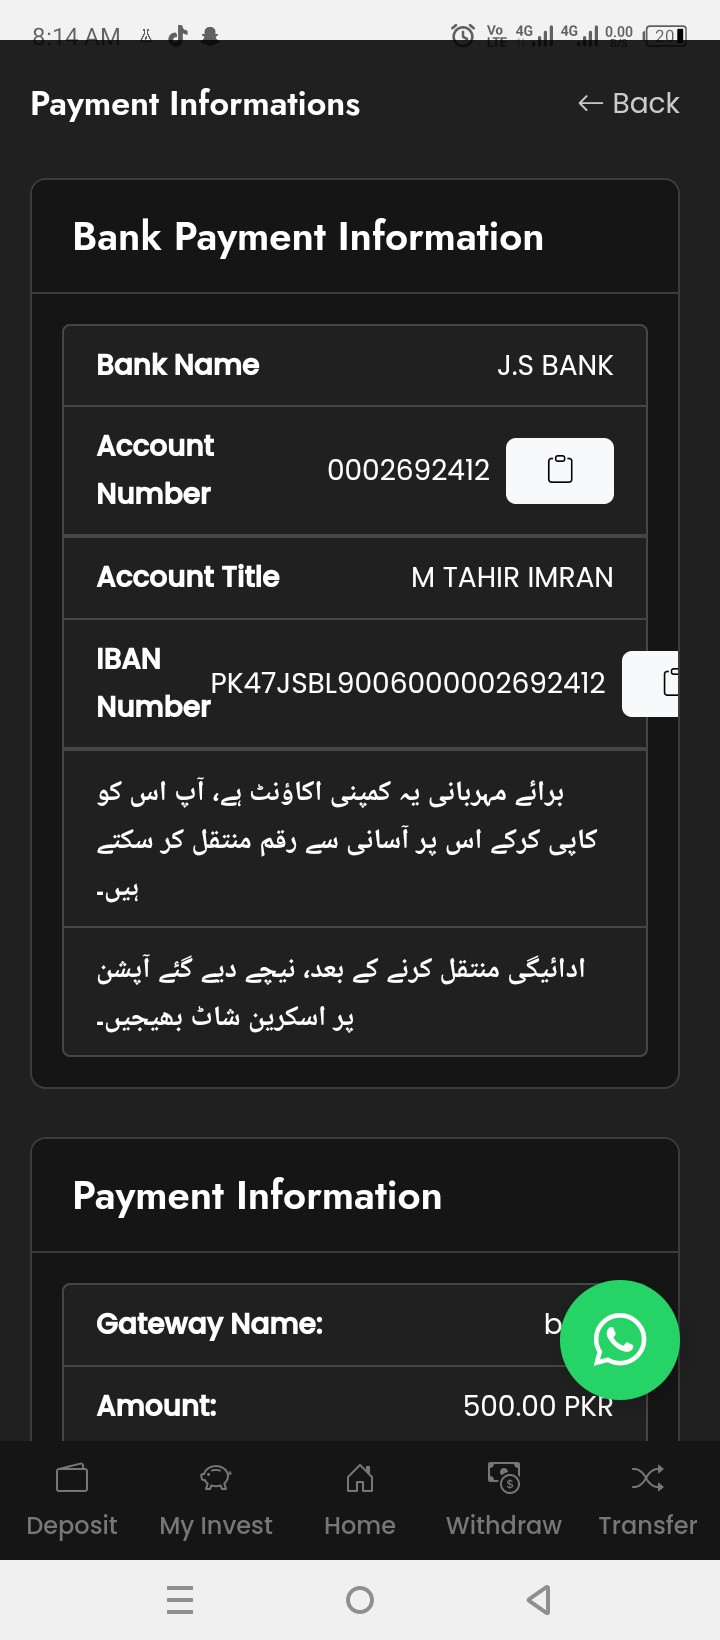 8:14 AM
Vo LTE 4G 4G 0.00 B/S 20
Payment Informations
← Back
Bank Payment Information
Bank Name J.S BANK
Account
Number 0002692412
Account Title M TAHIR IMRAN
IBAN
Number PK47JSBL9006000002692412
برائے مہربانی یہ کمپنی اکاؤنٹ ہے، آپ اس کو
کاپی کرکے اس پر آسانی سے رقم منتقل کر سکتے
ہیں۔
ادائیگی منتقل کرنے کے بعد، نیچے دیے گئے آپشن
پر اسکرین شاٹ بھیجیں۔
Payment Information
Gateway Name:
Amount: 500.00 PKR
Deposit My Invest Home Withdraw Transfer